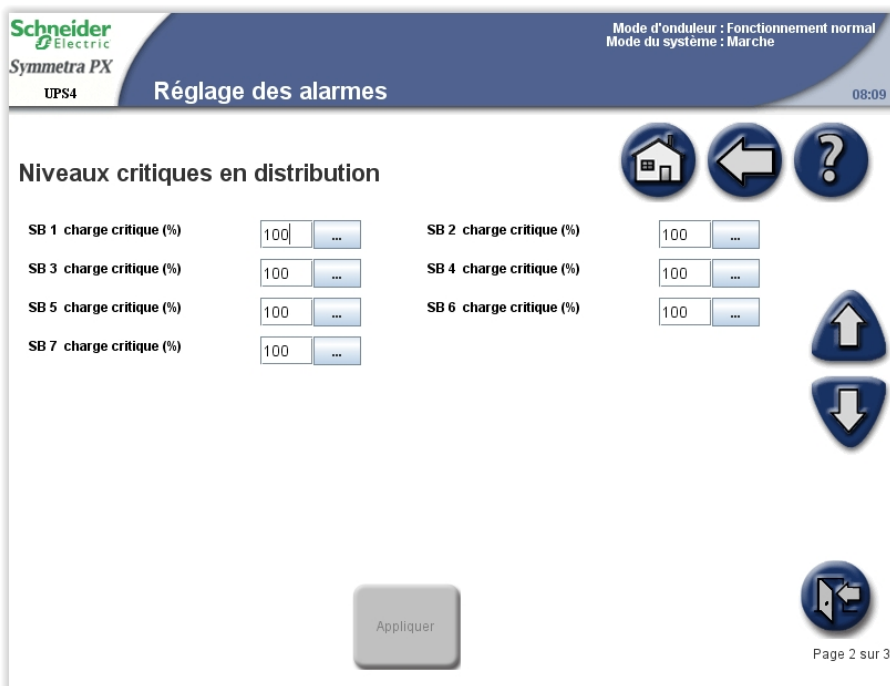 Schneider
Electric
Symmetra PX
UPS4
Réglage des alarmes
Mode d'onduleur : Fonctionnement normal
Mode du système : Marche
08:09
Niveaux critiques en distribution
?
SB 1 charge critique (%) 100 ... SB 2 charge critique (%) 100 ...
SB 3 charge critique (%) 100 ... SB 4 charge critique (%) 100 ...
SB 5 charge critique (%) 100 ... SB 6 charge critique (%) 100 ...
SB 7 charge critique (%) 100 ...
Appliquer
Page 2 sur 3